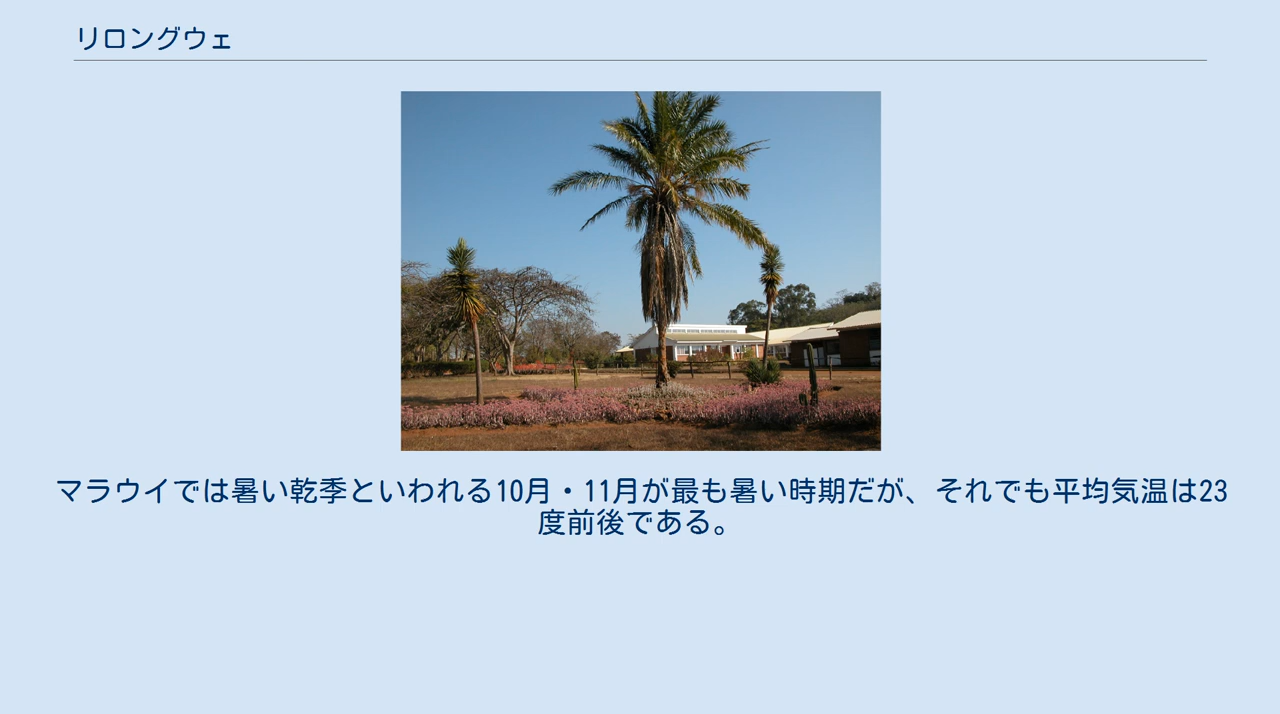 リロングウェ
マラウイでは暑い乾季といわれる10月・11月が最も暑い時期だが、それでも平均気温は23
度前後である。